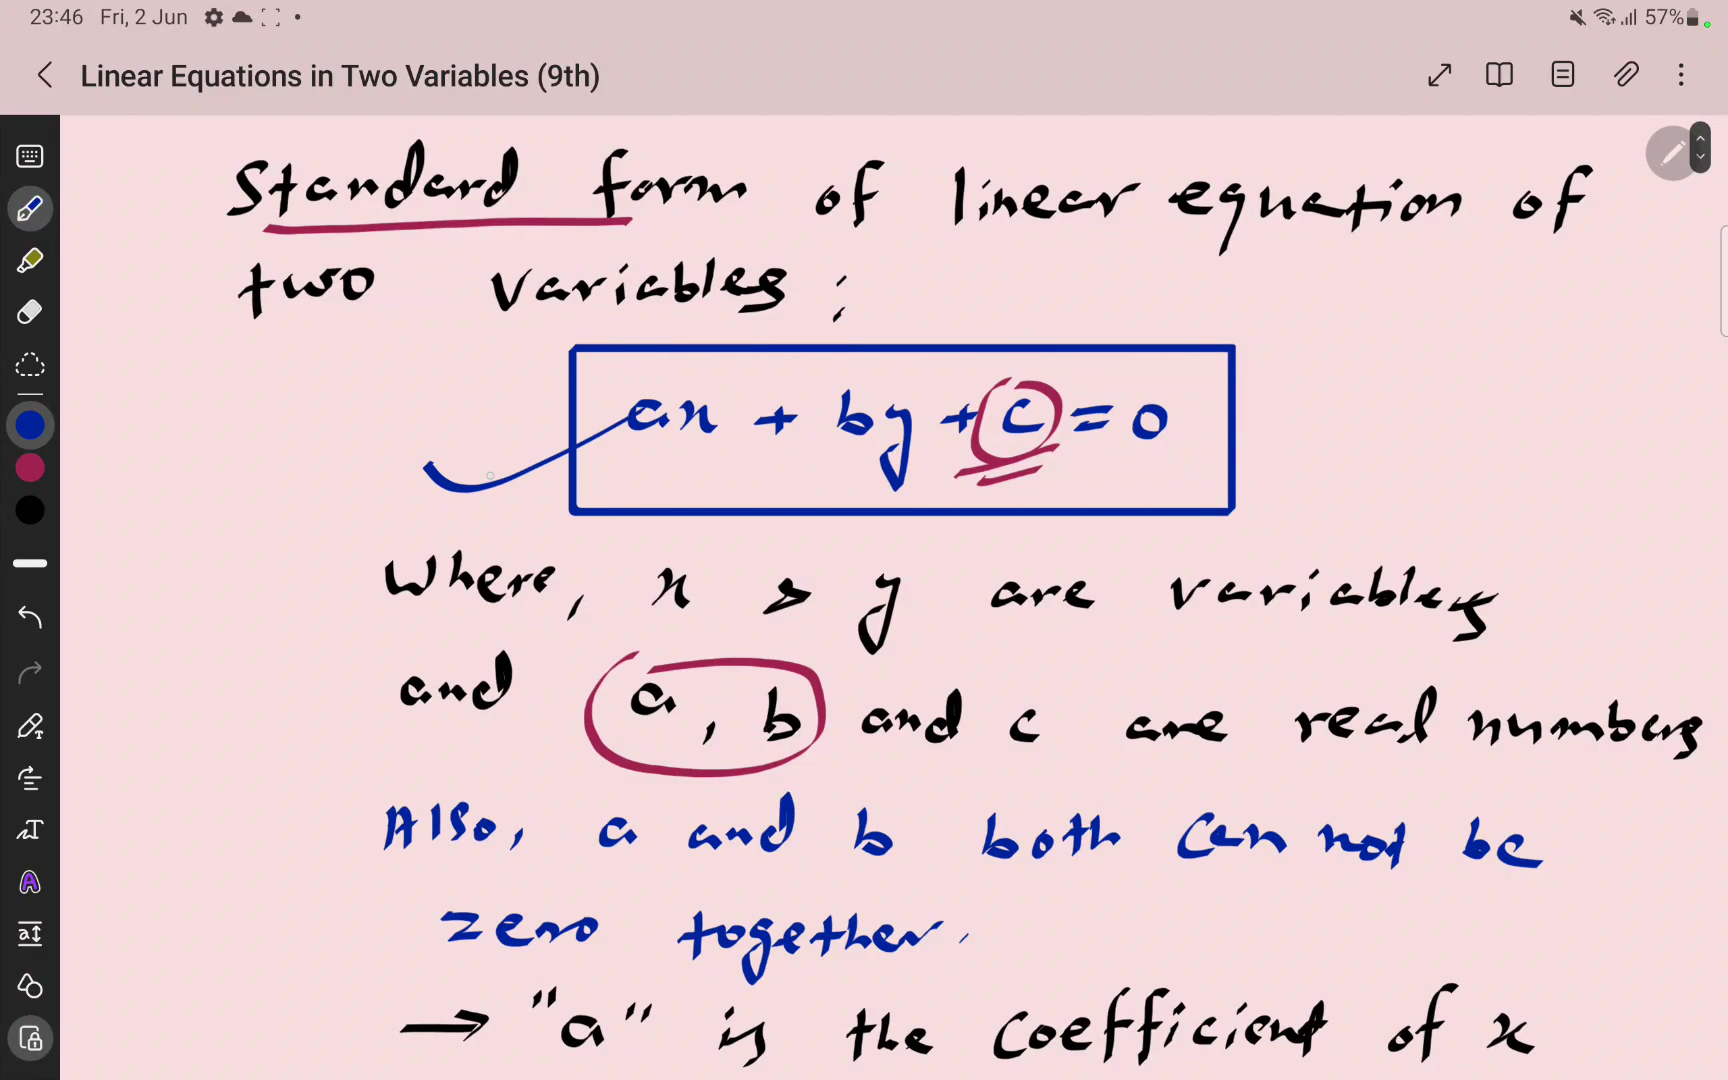 23:46 Fri, 2 Jun 57%
Linear Equations in Two Variables (9th)
Standard form of linear equation of
two variables :
ax + by + c = 0
Where, x > y are variables
and a, b and c are real numbers
Also, a and b both can not be
zero together.
→ "a" is the coefficient of x